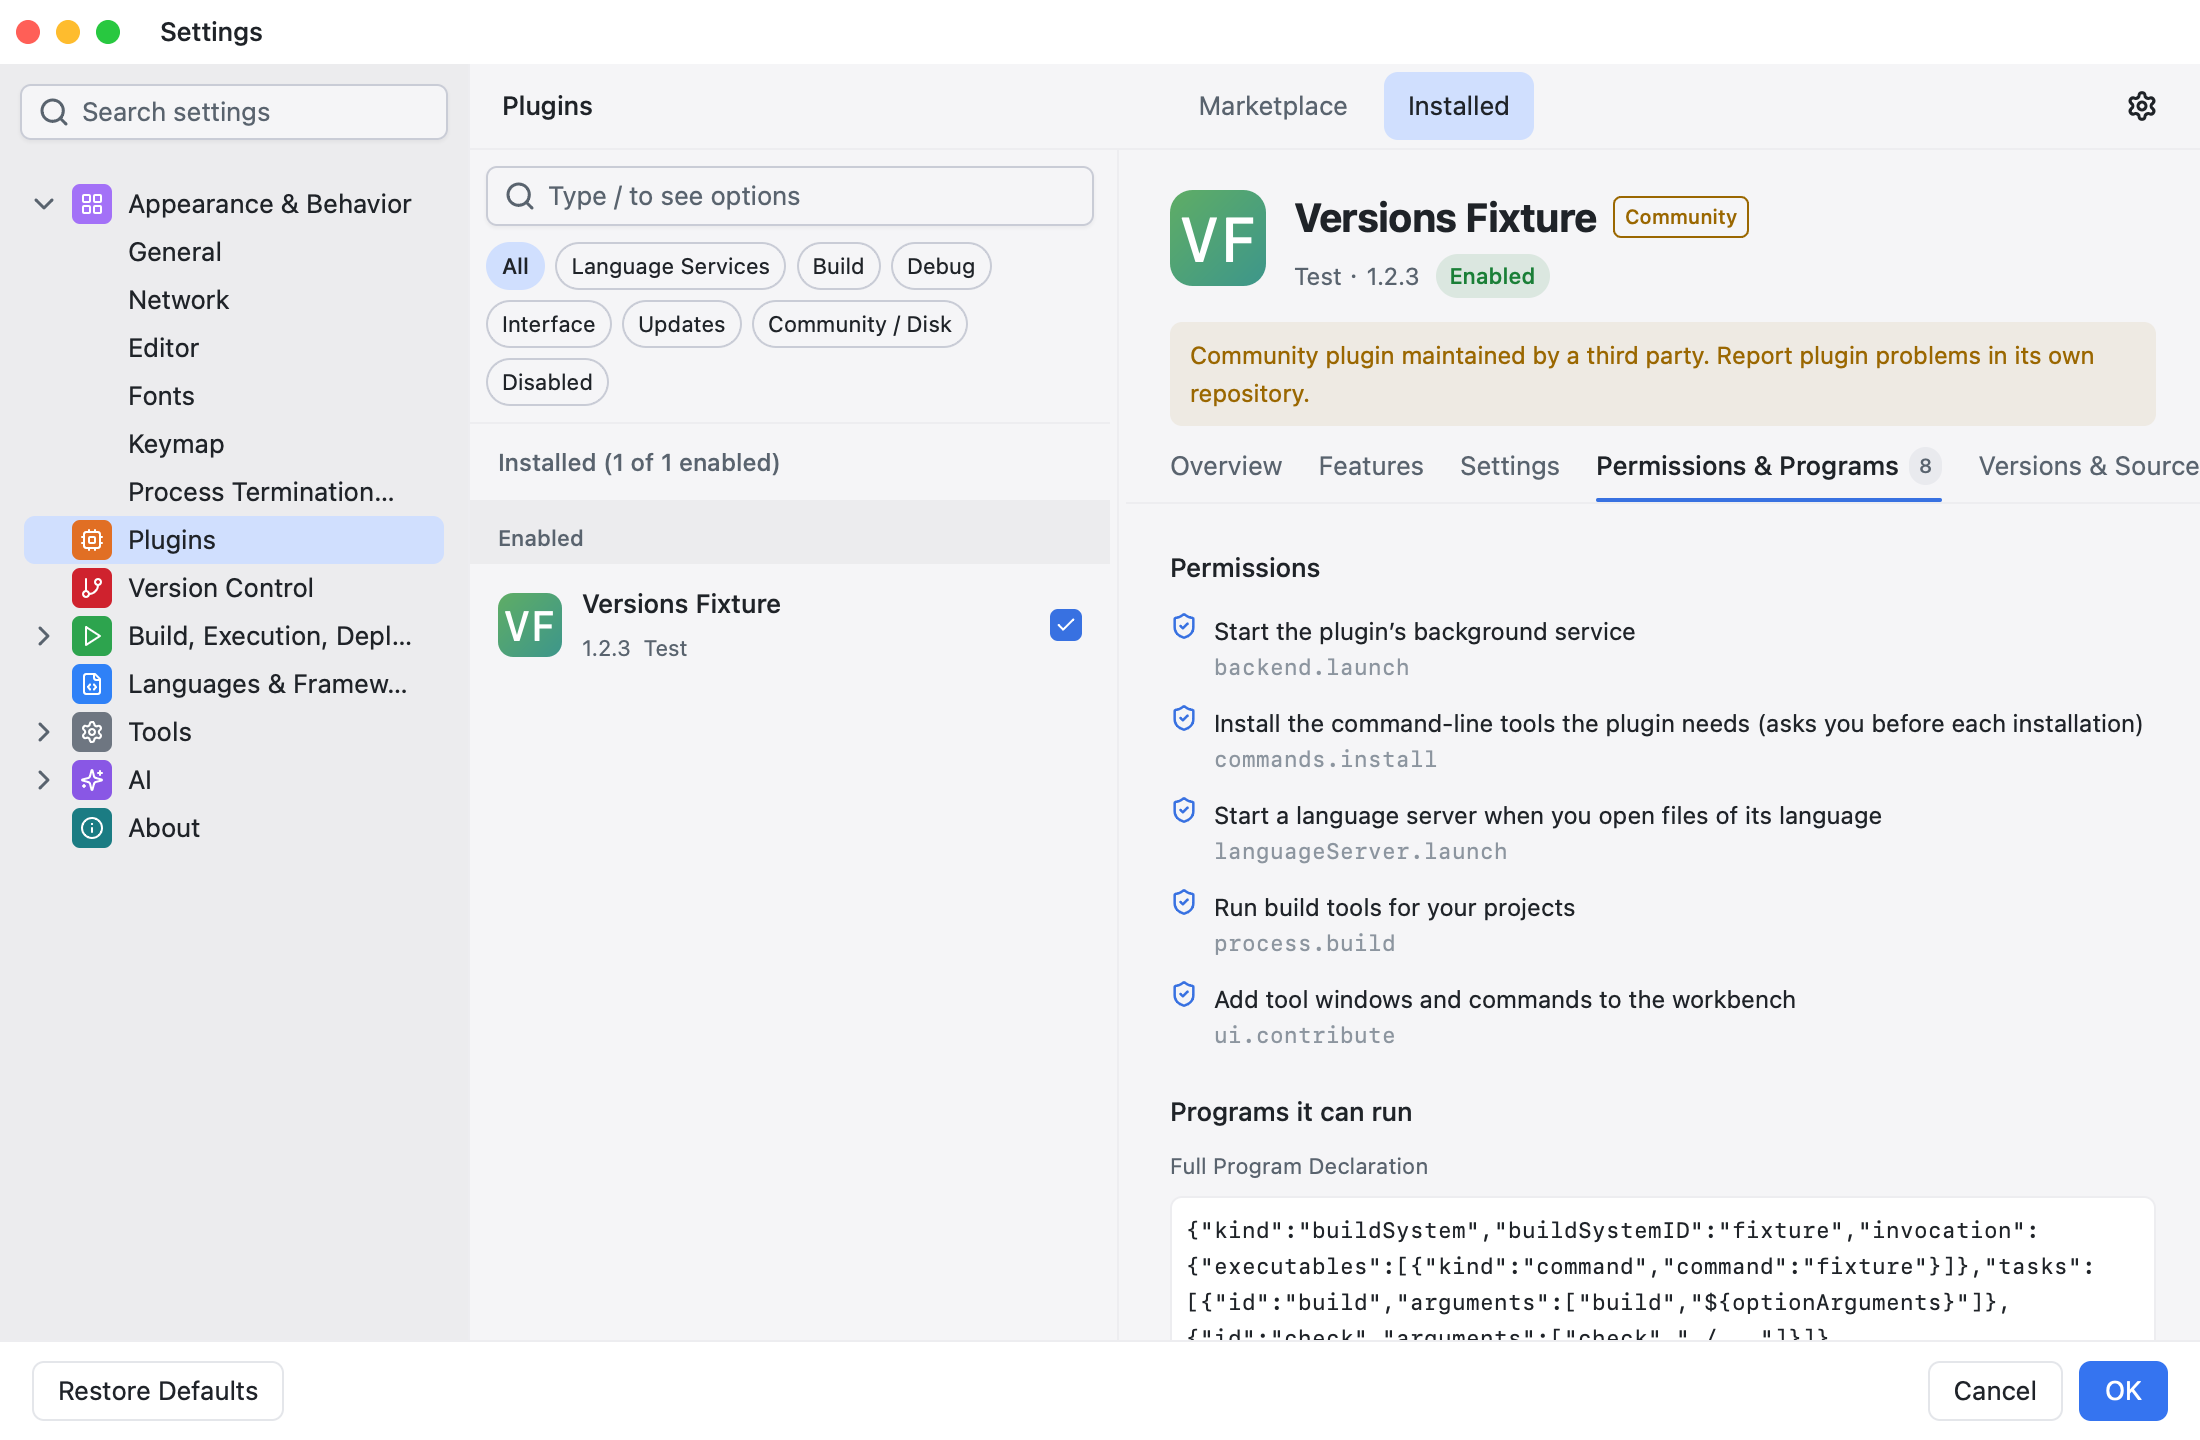 Settings
Search settings
Appearance & Behavior
General
Network
Editor
Fonts
Keymap
Process Termination...
Plugins
Version Control
Build, Execution, Depl...
Languages & Framew...
Tools
AI
About
Plugins
Marketplace
Installed
Type / to see options
All
Language Services
Build
Debug
Interface
Updates
Community / Disk
Disabled
Installed (1 of 1 enabled)
Enabled
VF
Versions Fixture
1.2.3 Test
VF
Versions Fixture
Community
Test · 1.2.3
Enabled
Community plugin maintained by a third party. Report plugin problems in its own
repository.
Overview
Features
Settings
Permissions & Programs 8
Versions & Source
Permissions
Start the plugin’s background service
backend.launch
Install the command-line tools the plugin needs (asks you before each installation)
commands.install
Start a language server when you open files of its language
languageServer.launch
Run build tools for your projects
process.build
Add tool windows and commands to the workbench
ui.contribute
Programs it can run
Full Program Declaration
{"kind":"buildSystem","buildSystemID":"fixture","invocation":
{"executables":[{"kind":"command","command":"fixture"}]},"tasks":
[{"id":"build","arguments":["build","${optionArguments}"]},
{"id":"check","arguments":["check","./..."]}]}
Restore Defaults
Cancel
OK